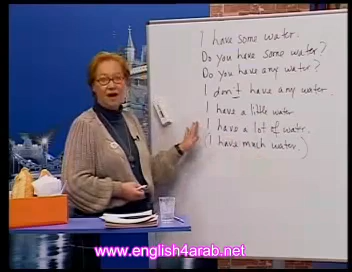 I have some water.
Do you have some water?
Do you have any water?
I don't have any water.
I have a little water
I have a lot of water.
(I have much water.)
www.english4arab.net